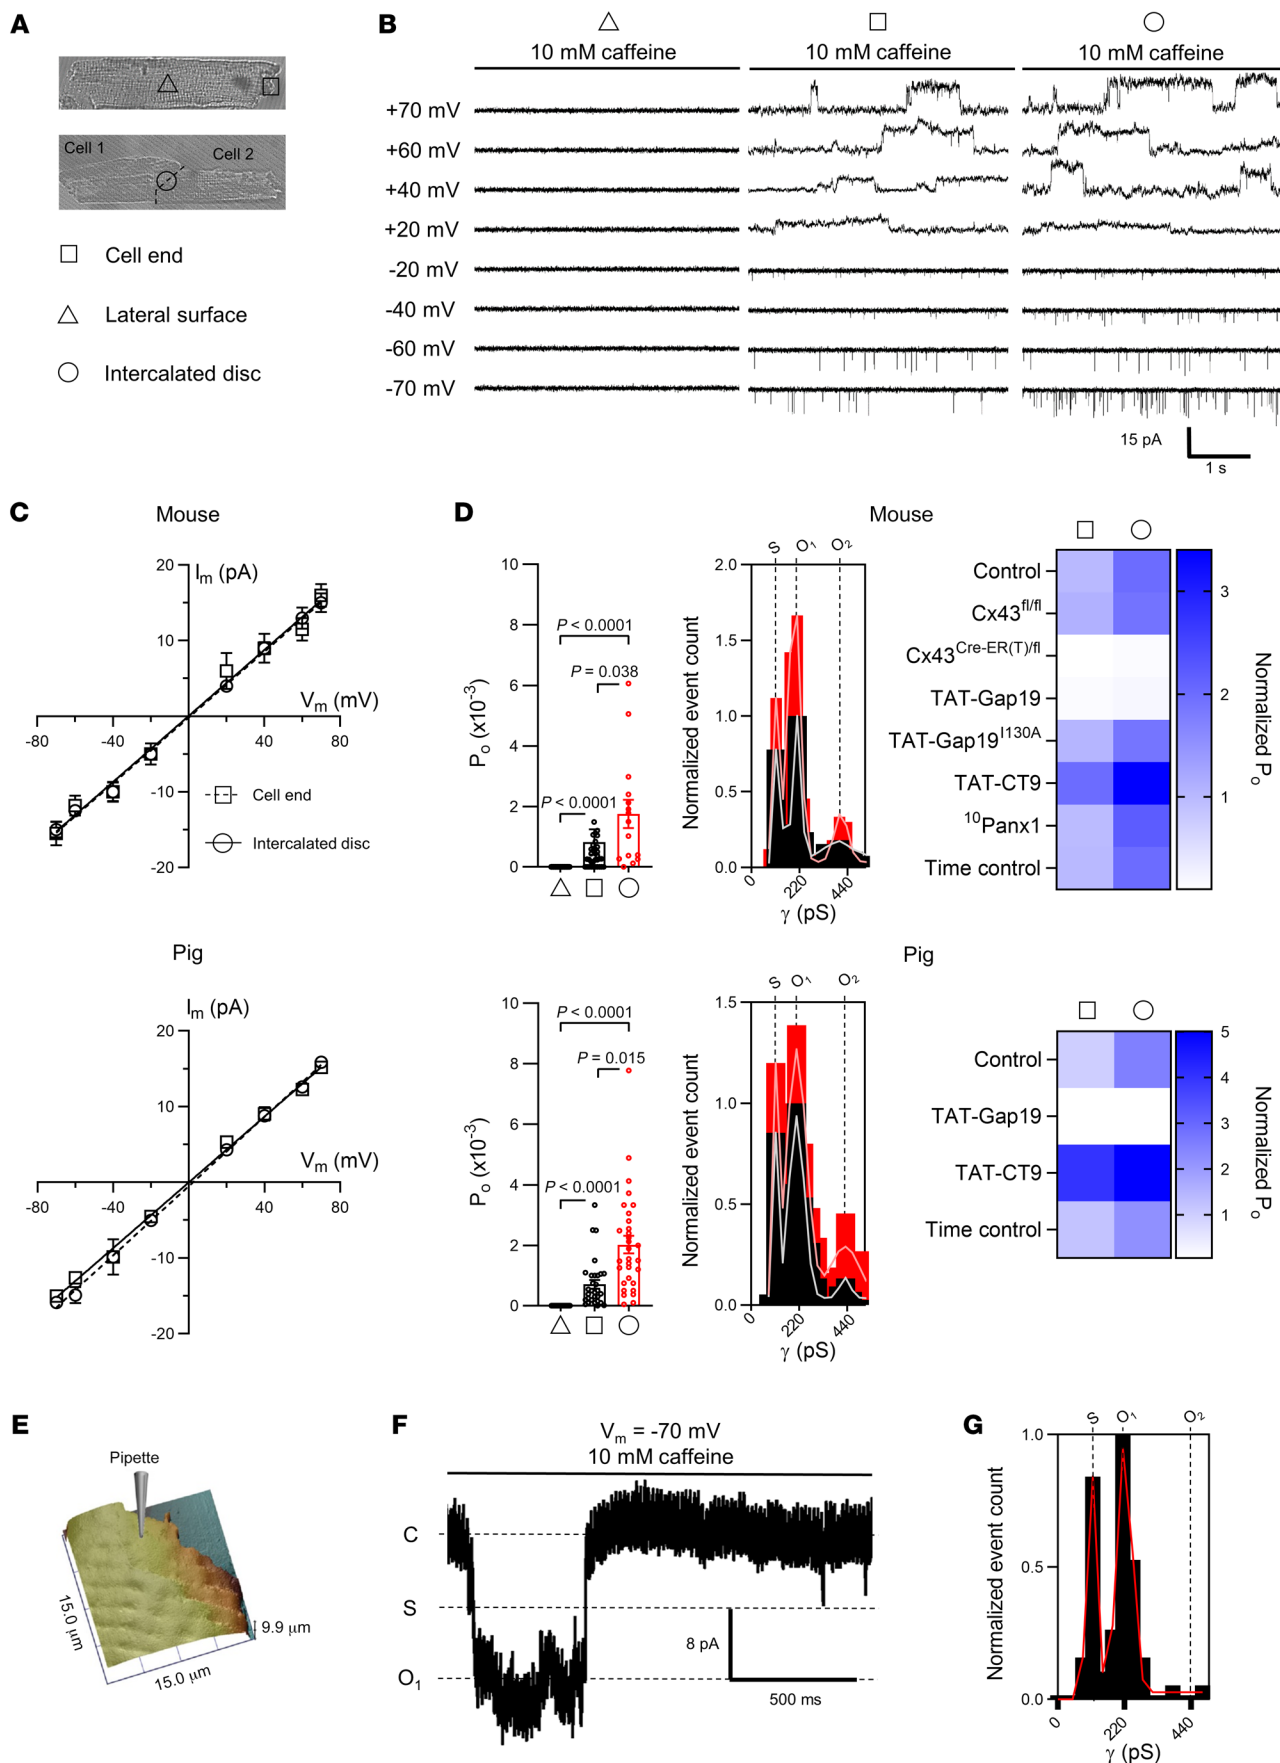 A
Cell 1
Cell 2
Cell end
Lateral surface
Intercalated disc
B
10 mM caffeine
10 mM caffeine
10 mM caffeine
+70 mV
+60 mV
+40 mV
+20 mV
-20 mV
-40 mV
-60 mV
-70 mV
15 pA
1 s
C
Mouse
Im (pA)
20
10
Vm (mV)
-80
-40
40
80
-10
-20
Cell end
Intercalated disc
Pig
Im (pA)
20
10
Vm (mV)
-80
-40
40
80
-10
-20
D
Mouse
Po (x10-3)
10
8
6
4
2
0
P < 0.0001
P = 0.038
P < 0.0001
Normalized event count
S
O1
O2
2.0
1.5
1.0
0.5
0.0
0
220
440
γ (pS)
Control
Cx43fl/fl
Cx43Cre-ER(T)/fl
TAT-Gap19
TAT-Gap19I130A
TAT-CT9
10Panx1
Time control
3
2
1
Normalized Po
Pig
Po (x10-3)
10
8
6
4
2
0
P < 0.0001
P = 0.015
P < 0.0001
Normalized event count
S
O1
O2
1.5
1.0
0.5
0.0
0
220
440
γ (pS)
Control
TAT-Gap19
TAT-CT9
Time control
5
4
3
2
1
Normalized Po
E
Pipette
15.0 μm
15.0 μm
9.9 μm
F
Vm = -70 mV
10 mM caffeine
C
S
O1
8 pA
500 ms
G
Normalized event count
S
O1
O2
1.0
0.5
0.0
0
220
440
γ (pS)